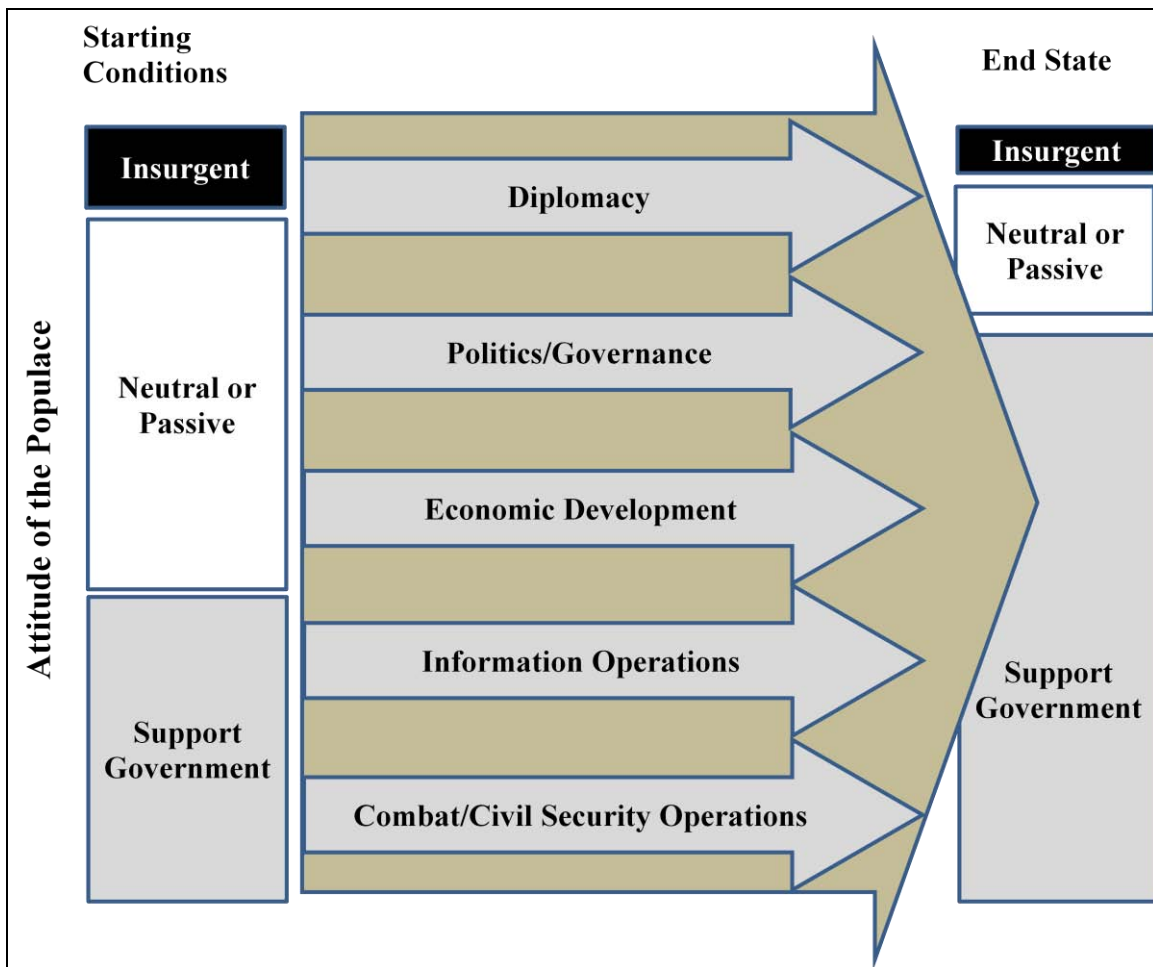 Starting
Conditions
End State
Attitude of the Populace
Insurgent
Neutral or
Passive
Support
Government
Diplomacy
Politics/Governance
Economic Development
Information Operations
Combat/Civil Security Operations
Insurgent
Neutral or
Passive
Support
Government